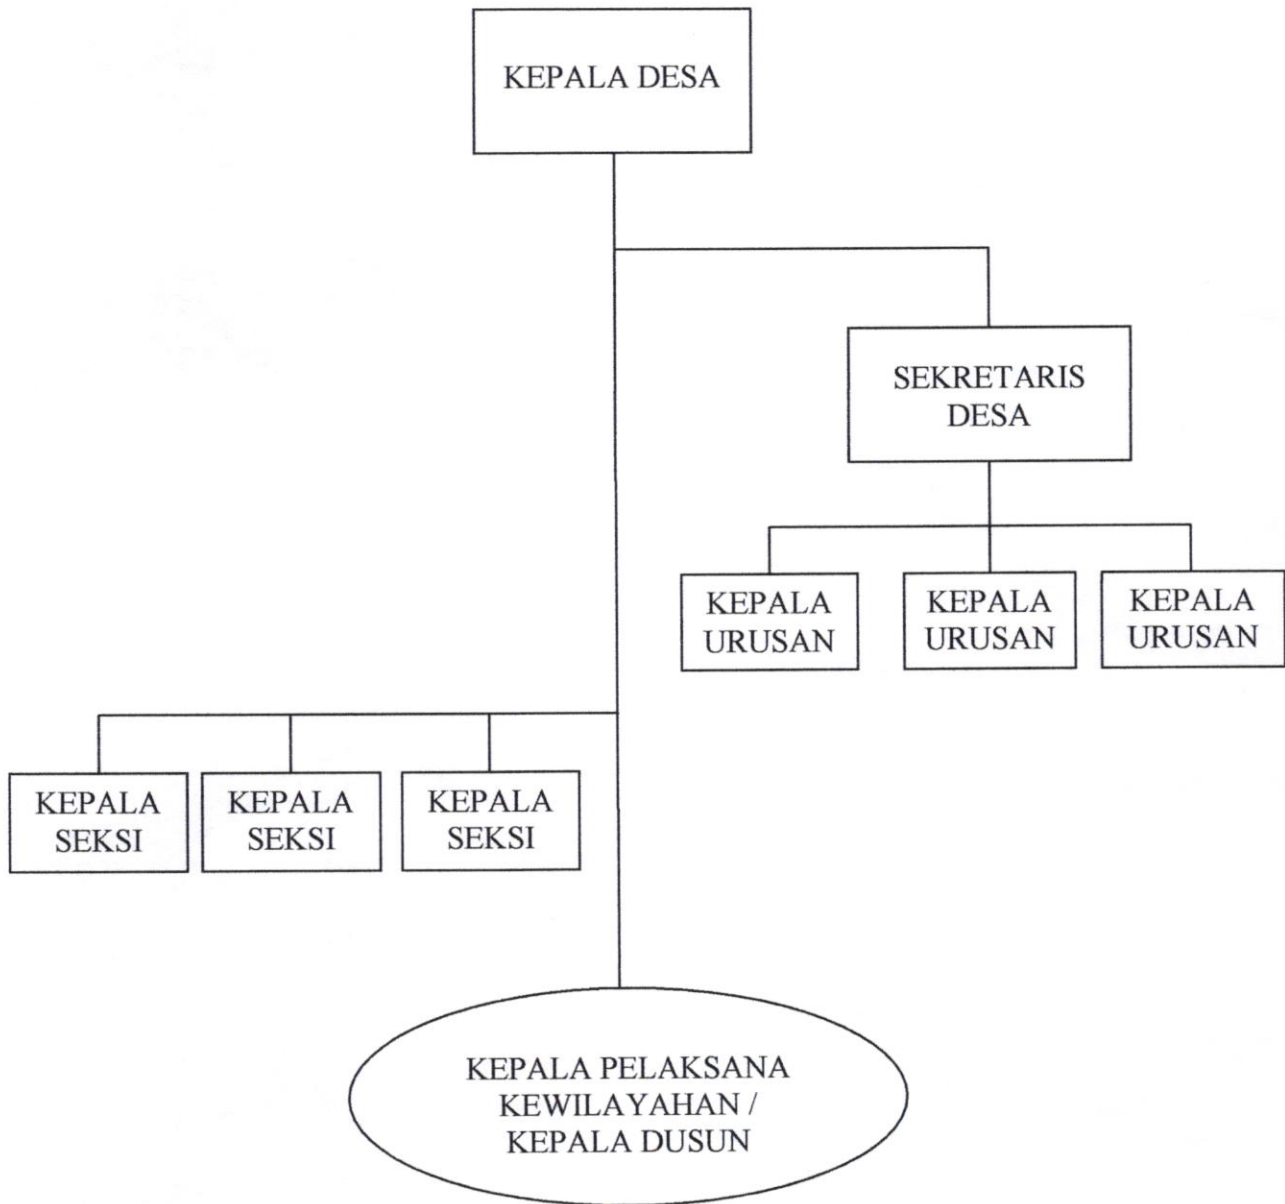 KEPALA DESA
SEKRETARIS
DESA
KEPALA
URUSAN
KEPALA
URUSAN
KEPALA
URUSAN
KEPALA
SEKSI
KEPALA
SEKSI
KEPALA
SEKSI
KEPALA PELAKSANA
KEWILAYAHAN /
KEPALA DUSUN